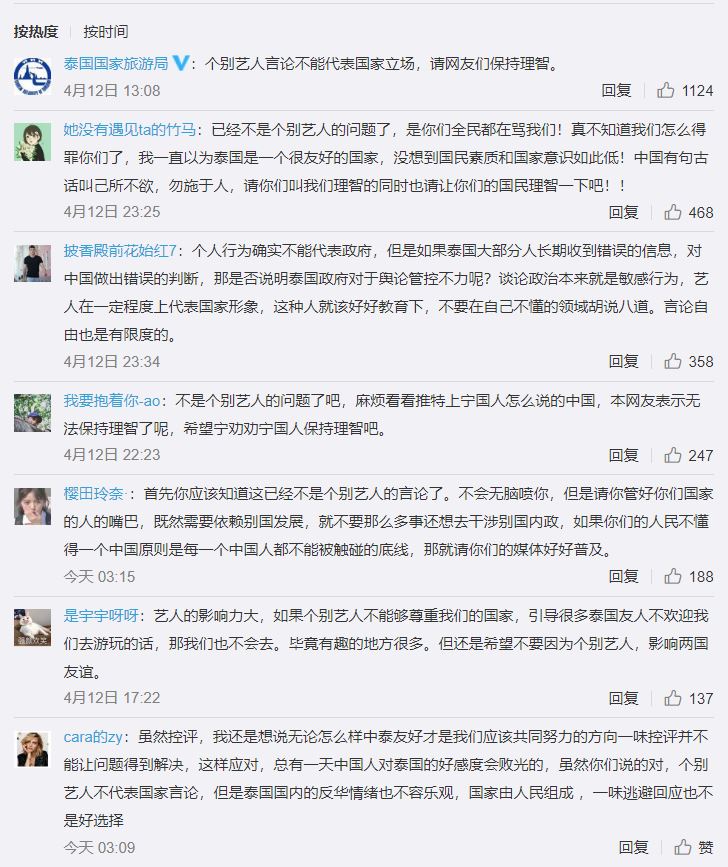 按热度 按时间
泰国国家旅游局：个别艺人言论不能代表国家立场，请网友们保持理智。
4月12日 13:08 回复 1124
她没有遇见ta的竹马：已经不是个别艺人的问题了，是你们全民都在骂我们！真不知道我们怎么得
罪你们了，我一直以为泰国是一个很友好的国家，没想到国民素质和国家意识如此低！中国有句古
话叫己所不欲，勿施于人，请你们叫我们理智的同时也请让你们的国民理智一下吧！！
4月12日 23:25 回复 468
披香殿前花始红7：个人行为确实不能代表政府，但是如果泰国大部分人长期收到错误的信息，对
中国做出错误的判断，那是否说明泰国政府对于舆论管控不力呢？谈论政治本来就是敏感行为，艺
人在一定程度上代表国家形象，这种人就该好好教育下，不要在自己不懂的领域胡说八道。言论自
由也是有限度的。
4月12日 23:34 回复 358
我要抱着你-ao：不是个别艺人的问题了吧，麻烦看看推特上宁国人怎么说的中国，本网友表示无
法保持理智了呢，希望宁劝劝宁国人保持理智吧。
4月12日 22:23 回复 247
樱田玲奈·：首先你应该知道这已经不是个别艺人的言论了。不会无脑喷你，但是请你管好你们国家
的人的嘴巴，既然需要依赖别国发展，就不要那么多事还想去干涉别国内政，如果你们的人民不懂
得一个中国原则是每一个中国人都不能被触碰的底线，那就请你们的媒体好好普及。
今天 03:15 回复 188
是宇宇呀呀：艺人的影响力大，如果个别艺人不能够尊重我们的国家，引导很多泰国友人不欢迎我
们去游玩的话，那我们也不会去。毕竟有趣的地方很多。但还是希望不要因为个别艺人，影响两国
友谊。
4月12日 17:22 回复 137
cara的zy：虽然控评，我还是想说无论怎么样中泰友好才是我们应该共同努力的方向一味控评并不
能让问题得到解决，这样应对，总有一天中国人对泰国的好感度会败光的，虽然你们说的对，个别
艺人不代表国家言论，但是泰国国内的反华情绪也不容乐观，国家由人民组成 ，一味逃避回应也不
是好选择
今天 03:09 回复 赞